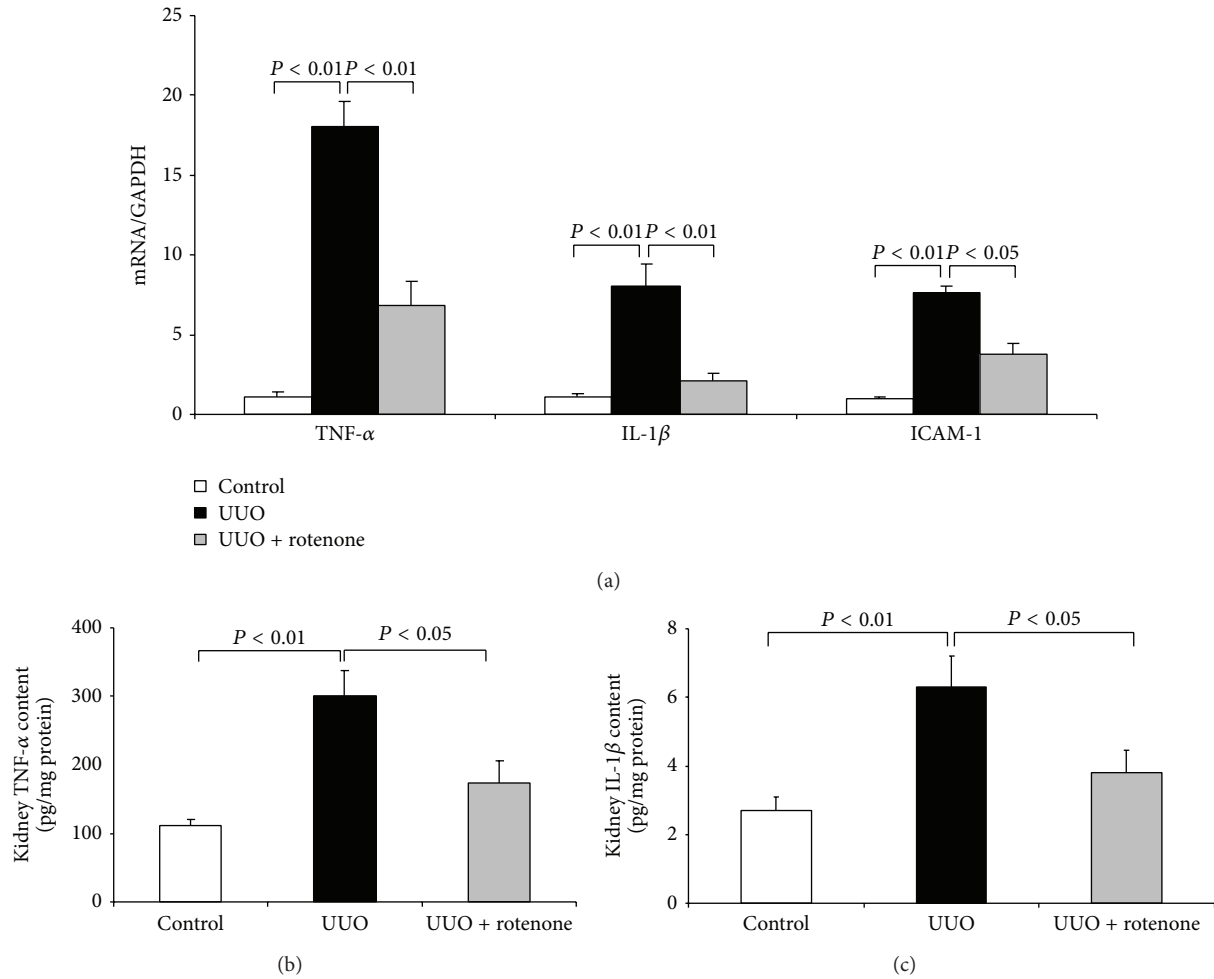 25
20
15
10
5
0
mRNA/GAPDH
P < 0.01 P < 0.01
P < 0.01 P < 0.01
P < 0.01 P < 0.05
TNF-α IL-1β ICAM-1
Control
UUO
UUO + rotenone
(a)
400
300
200
100
0
Kidney TNF-α content
(pg/mg protein)
P < 0.01 P < 0.05
Control UUO UUO + rotenone
(b)
8
6
4
2
0
Kidney IL-1β content
(pg/mg protein)
P < 0.01 P < 0.05
Control UUO UUO + rotenone
(c)